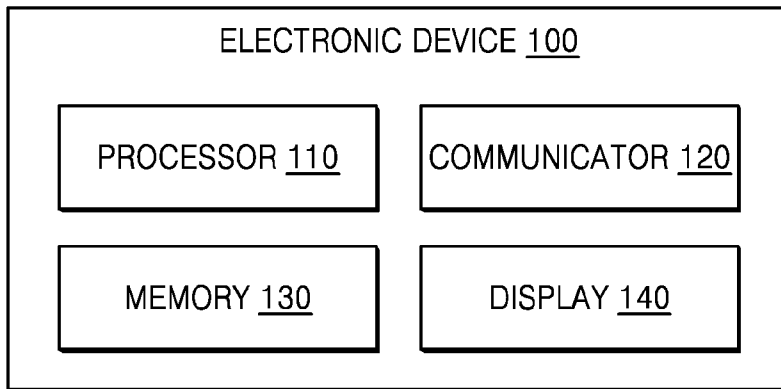 ELECTRONIC DEVICE 100
PROCESSOR 110
COMMUNICATOR 120
MEMORY 130
DISPLAY 140